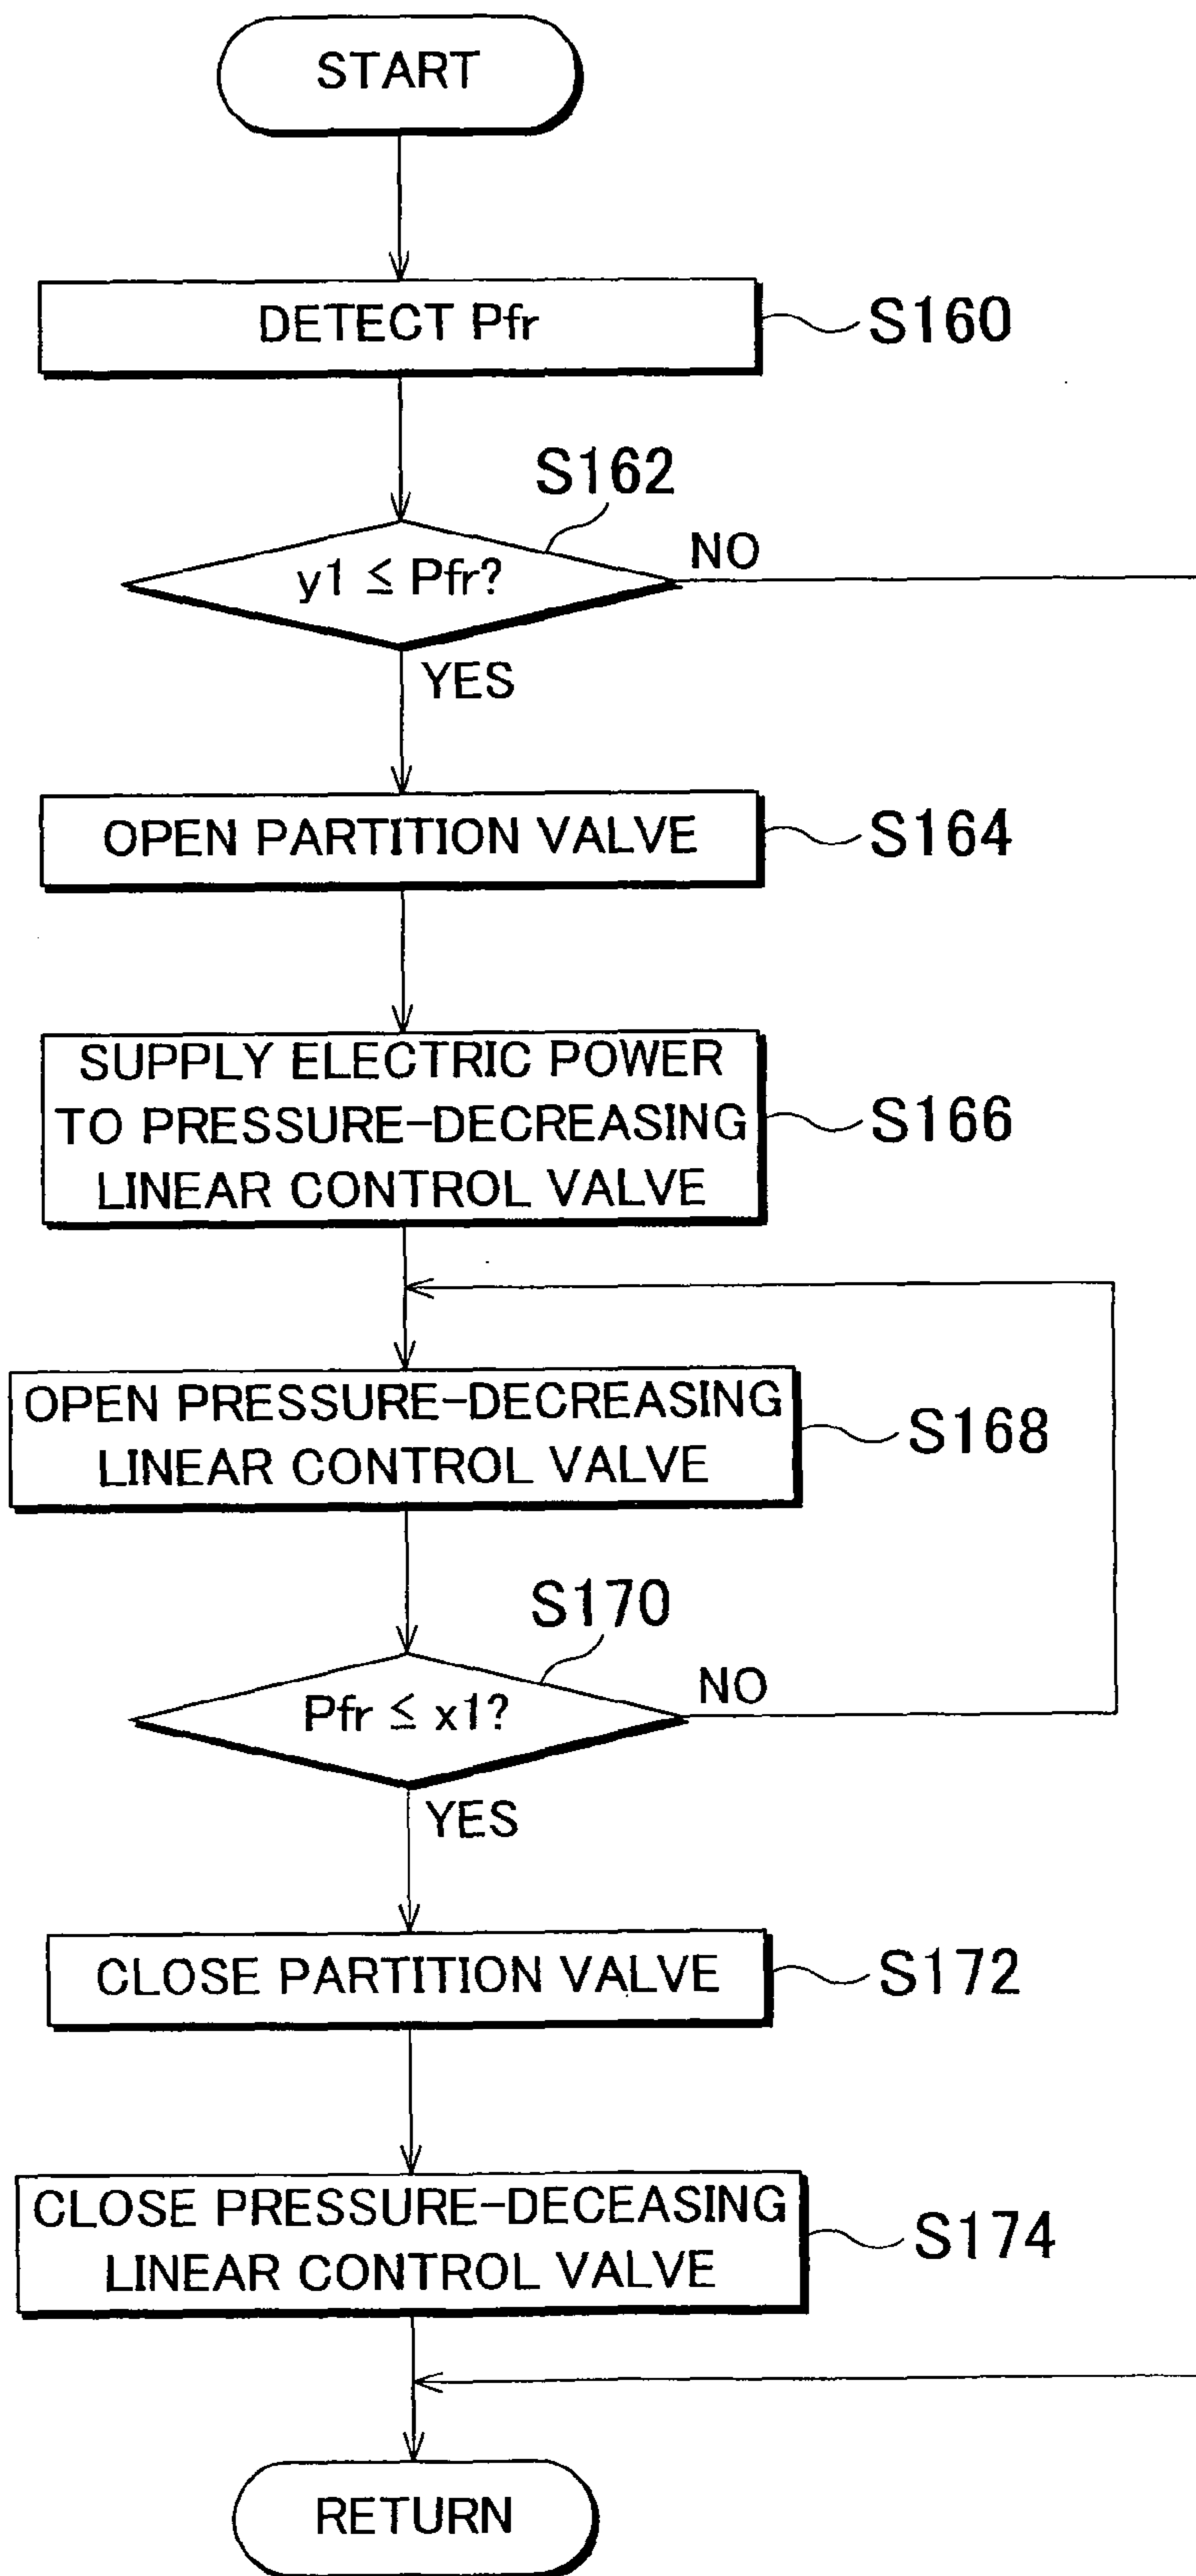 START
DETECT Pfr
S160
S162
y1 ≦ Pfr?
NO
YES
OPEN PARTITION VALVE
S164
SUPPLY ELECTRIC POWER
TO PRESSURE-DECREASING
LINEAR CONTROL VALVE
S166
OPEN PRESSURE-DECREASING
LINEAR CONTROL VALVE
S168
S170
Pfr ≦ x1?
NO
YES
CLOSE PARTITION VALVE
S172
CLOSE PRESSURE-DECEASING
LINEAR CONTROL VALVE
S174
RETURN